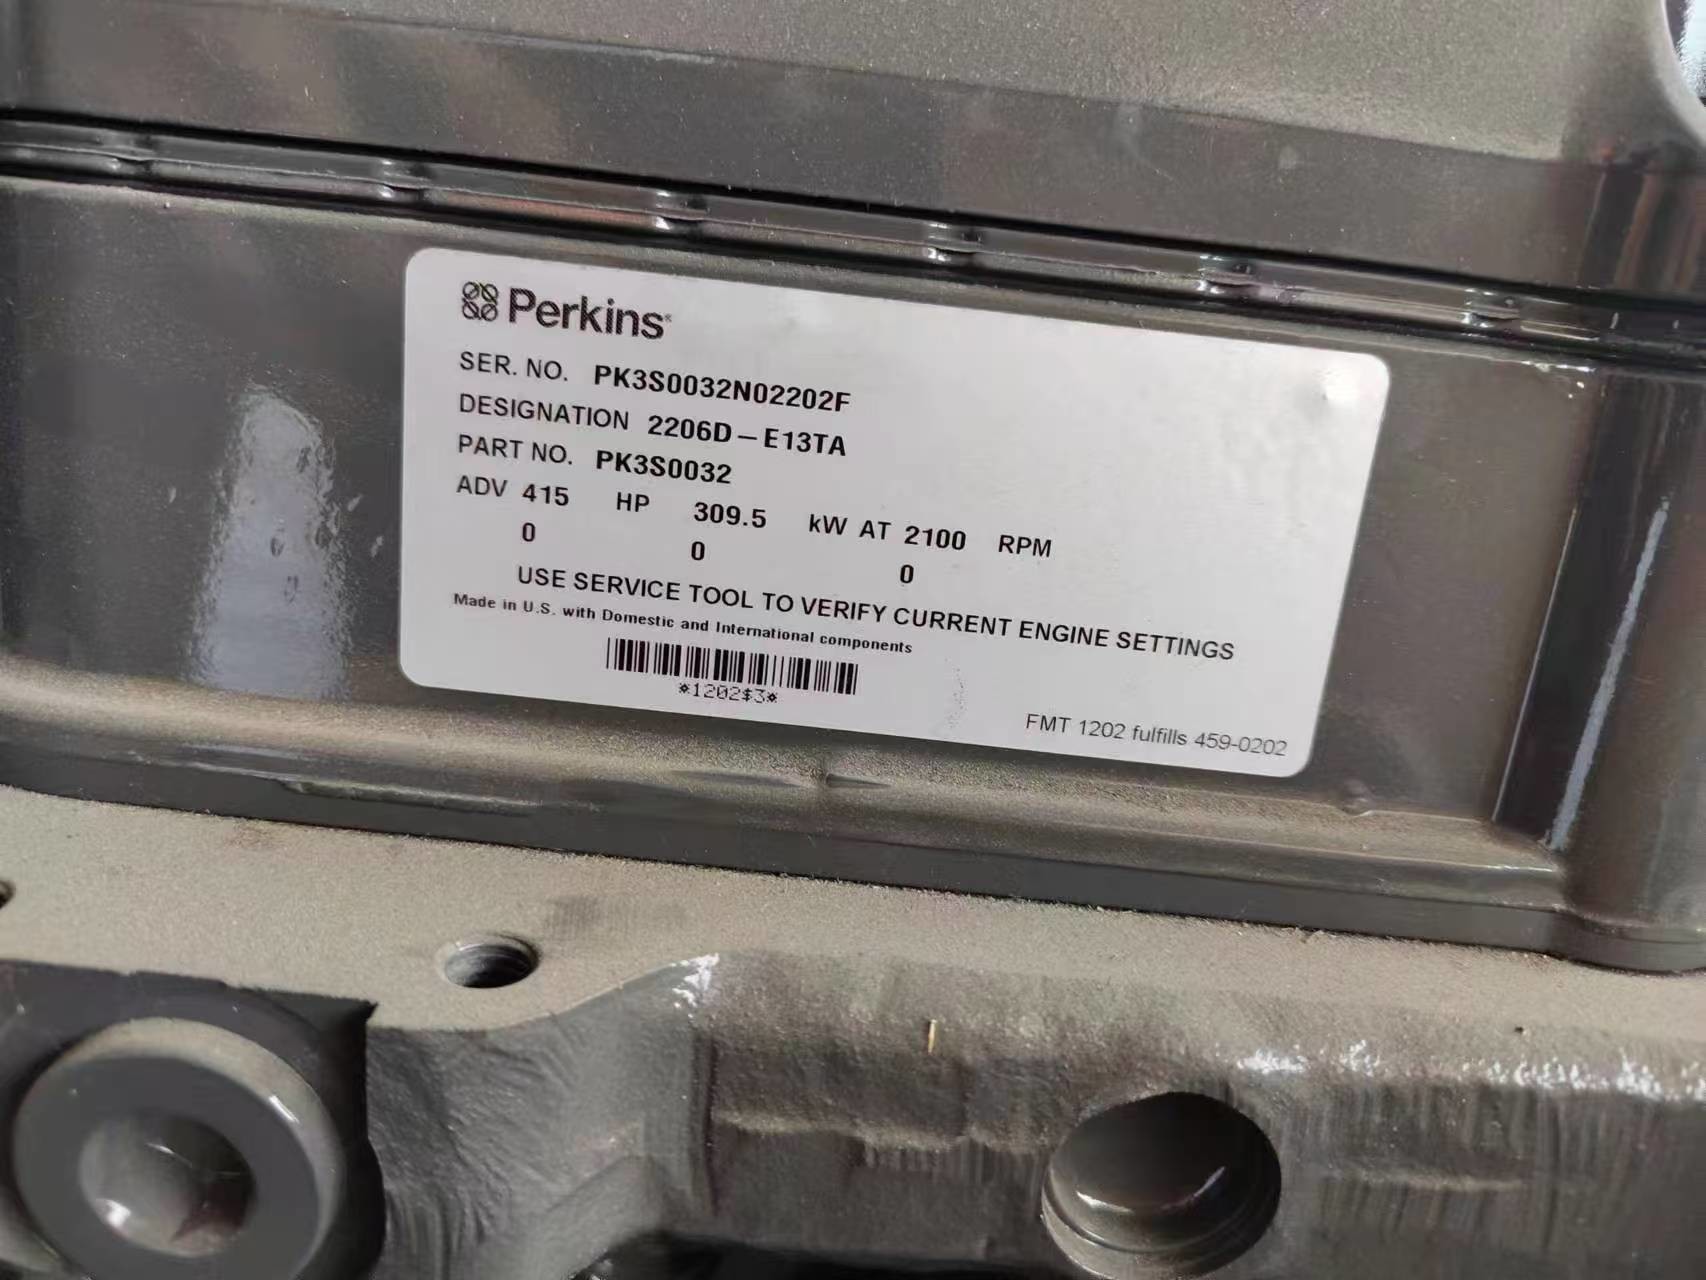 Perkins®
SER. NO. PK3S0032N02202F
DESIGNATION 2206D-E13TA
PART NO. PK3S0032
ADV 415 HP 309.5 kW AT 2100 RPM
0 0 0
USE SERVICE TOOL TO VERIFY CURRENT ENGINE SETTINGS
Made in U.S. with Domestic and International components
*1202$3*
FMT 1202 fulfills 459-0202